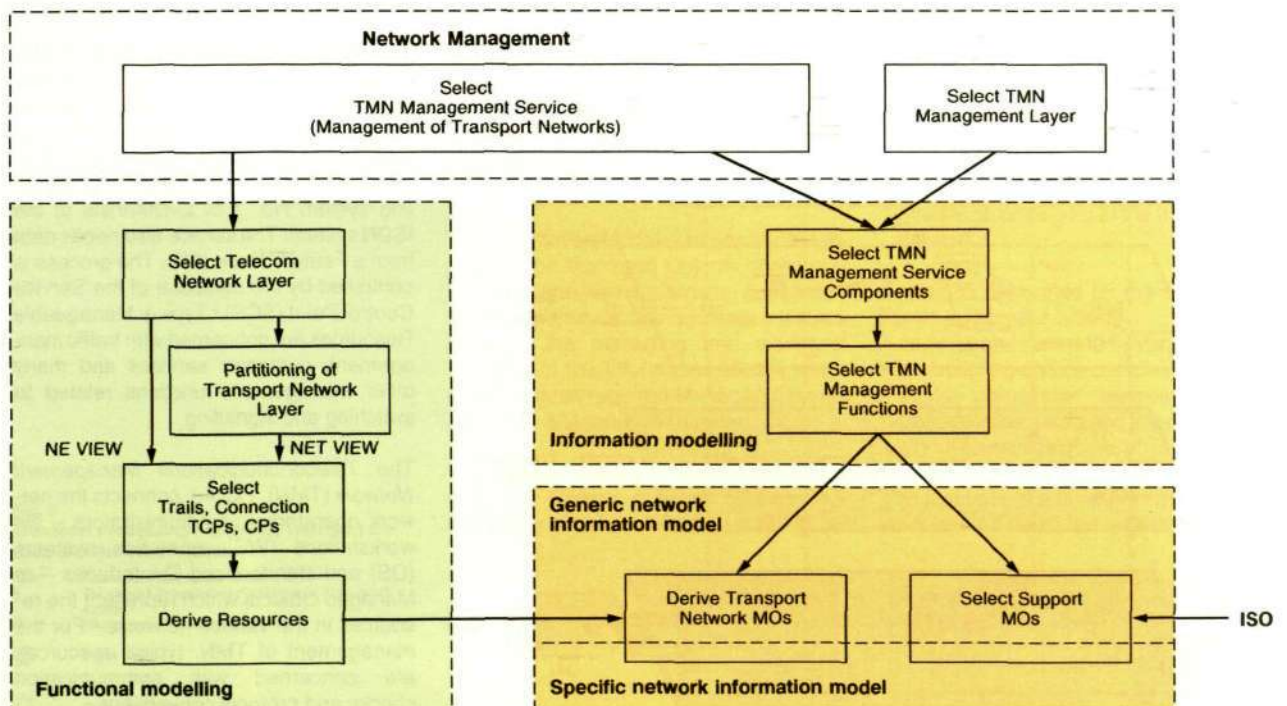 Network Management
Select
TMN Management Service
(Management of Transport Networks)
Select TMN
Management Layer
Select Telecom
Network Layer
Partitioning of
Transport Network
Layer
NE VIEW
NET VIEW
Select
Trails, Connection
TCPs, CPs
Derive Resources
Functional modelling
Select TMN
Management Service
Components
Select TMN
Management
Functions
Information modelling
Generic network
information model
Derive Transport
Network MOs
Select Support
MOs
ISO
Specific network information model